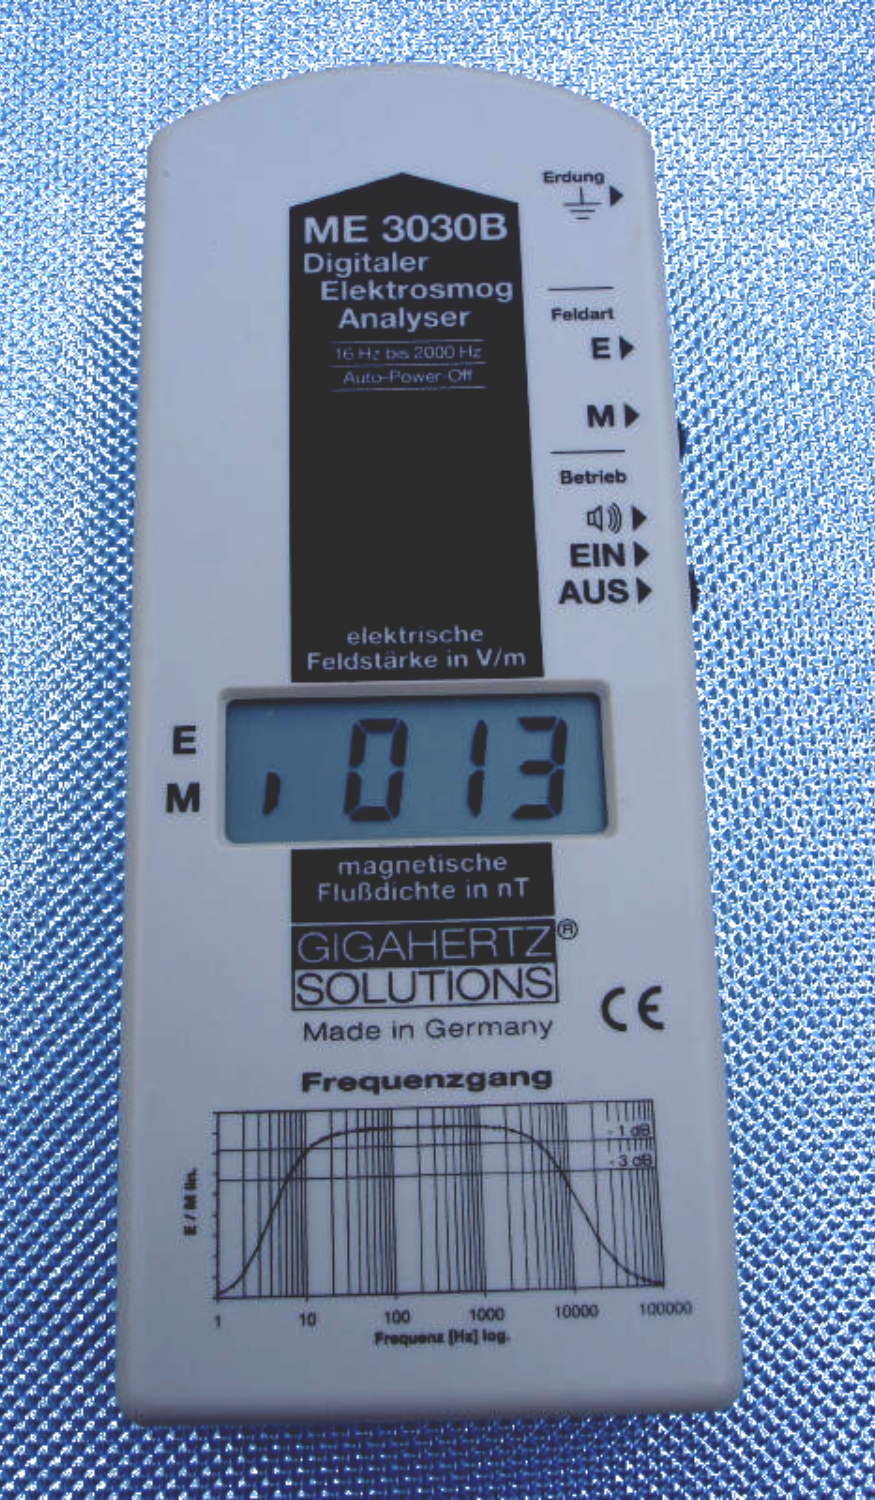 Erdung
ME 3030B
Digitaler
Elektrosmog
Analyser
16 Hz bis 2000 Hz
Auto-Power-Off
Feldart
E
M
Betrieb
EIN
AUS
elektrische
Feldstärke in V/m
E
M
013
magnetische
Flußdichte in nT
GIGAHERTZ®
SOLUTIONS
CE
Made in Germany
Frequenzgang
- 1 dB
- 3 dB
E / M lin.
1 10 100 1000 10000 100000
Frequenz [Hz] log.